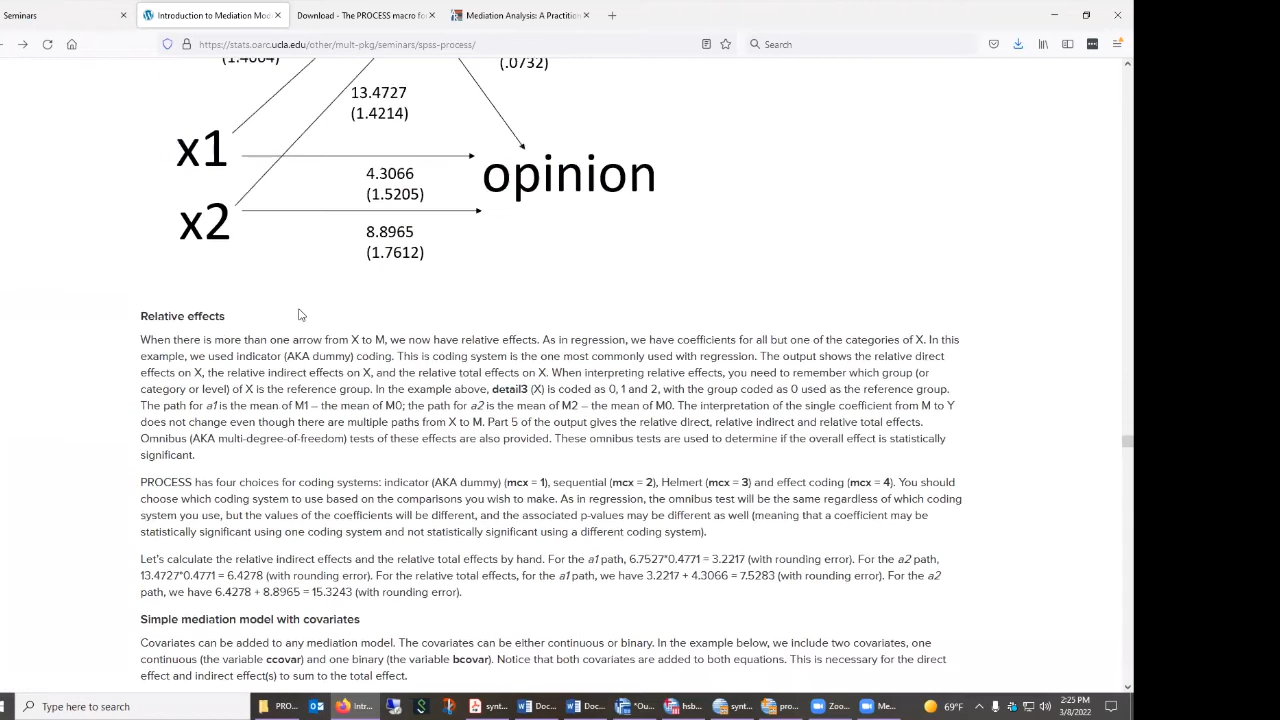 Seminars
Introduction to Mediation Mo
Download - The PROCESS macro fo
Mediation Analysis: A Practition
https://stats.oarc.ucla.edu/other/mult-pkg/seminars/spss-process/
Search
(.0732)
13.4727
(1.4214)
x1
4.3066
(1.5205)
opinion
x2
8.8965
(1.7612)
Relative effects
When there is more than one arrow from X to M, we now have relative effects. As in regression, we have coefficients for all but one of the categories of X. In this
example, we used indicator (AKA dummy) coding. This is coding system is the one most commonly used with regression. The output shows the relative direct
effects on X, the relative indirect effects on X, and the relative total effects on X. When interpreting relative effects, you need to remember which group (or
category or level) of X is the reference group. In the example above, detail3 (X) is coded as 0, 1 and 2, with the group coded as 0 used as the reference group.
The path for a1 is the mean of M1 – the mean of M0; the path for a2 is the mean of M2 – the mean of M0. The interpretation of the single coefficient from M to Y
does not change even though there are multiple paths from X to M. Part 5 of the output gives the relative direct, relative indirect and relative total effects.
Omnibus (AKA multi-degree-of-freedom) tests of these effects are also provided. These omnibus tests are used to determine if the overall effect is statistically
significant.
PROCESS has four choices for coding systems: indicator (AKA dummy) (mcx = 1), sequential (mcx = 2), Helmert (mcx = 3) and effect coding (mcx = 4). You should
choose which coding system to use based on the comparisons you wish to make. As in regression, the omnibus test will be the same regardless of which coding
system you use, but the values of the coefficients will be different, and the associated p-values may be different as well (meaning that a coefficient may be
statistically significant using one coding system and not statistically significant using a different coding system).
Let's calculate the relative indirect effects and the relative total effects by hand. For the a1 path, 6.7527*0.4771 = 3.2217 (with rounding error). For the a2 path,
13.4727*0.4771 = 6.4278 (with rounding error). For the relative total effects, for the a1 path, we have 3.2217 + 4.3066 = 7.5283 (with rounding error). For the a2
path, we have 6.4278 + 8.8965 = 15.3243 (with rounding error).
Simple mediation model with covariates
Covariates can be added to any mediation model. The covariates can be either continuous or binary. In the example below, we include two covariates, one
continuous (the variable ccovar) and one binary (the variable bcovar). Notice that both covariates are added to both equations. This is necessary for the direct
effect and indirect effect(s) to sum to the total effect.
Type here to search
PRO...
Intr...
synt...
Doc...
Doc...
*Ou...
hsb...
synt...
pro...
Zoo...
Me...
69°F
2:25 PM
3/8/2022